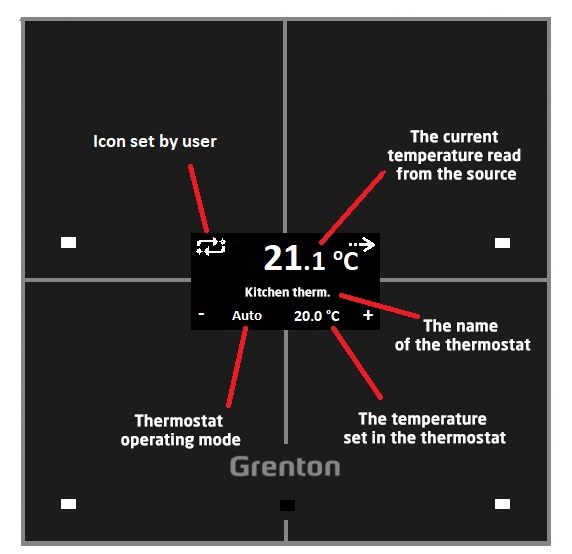 Icon set by user
The current
temperature read
from the source
21.1 °C
Kitchen therm.
- Auto 20.0 °C +
The name
of the thermostat
Thermostat
operating mode
The temperature
set in the thermostat
Grenton